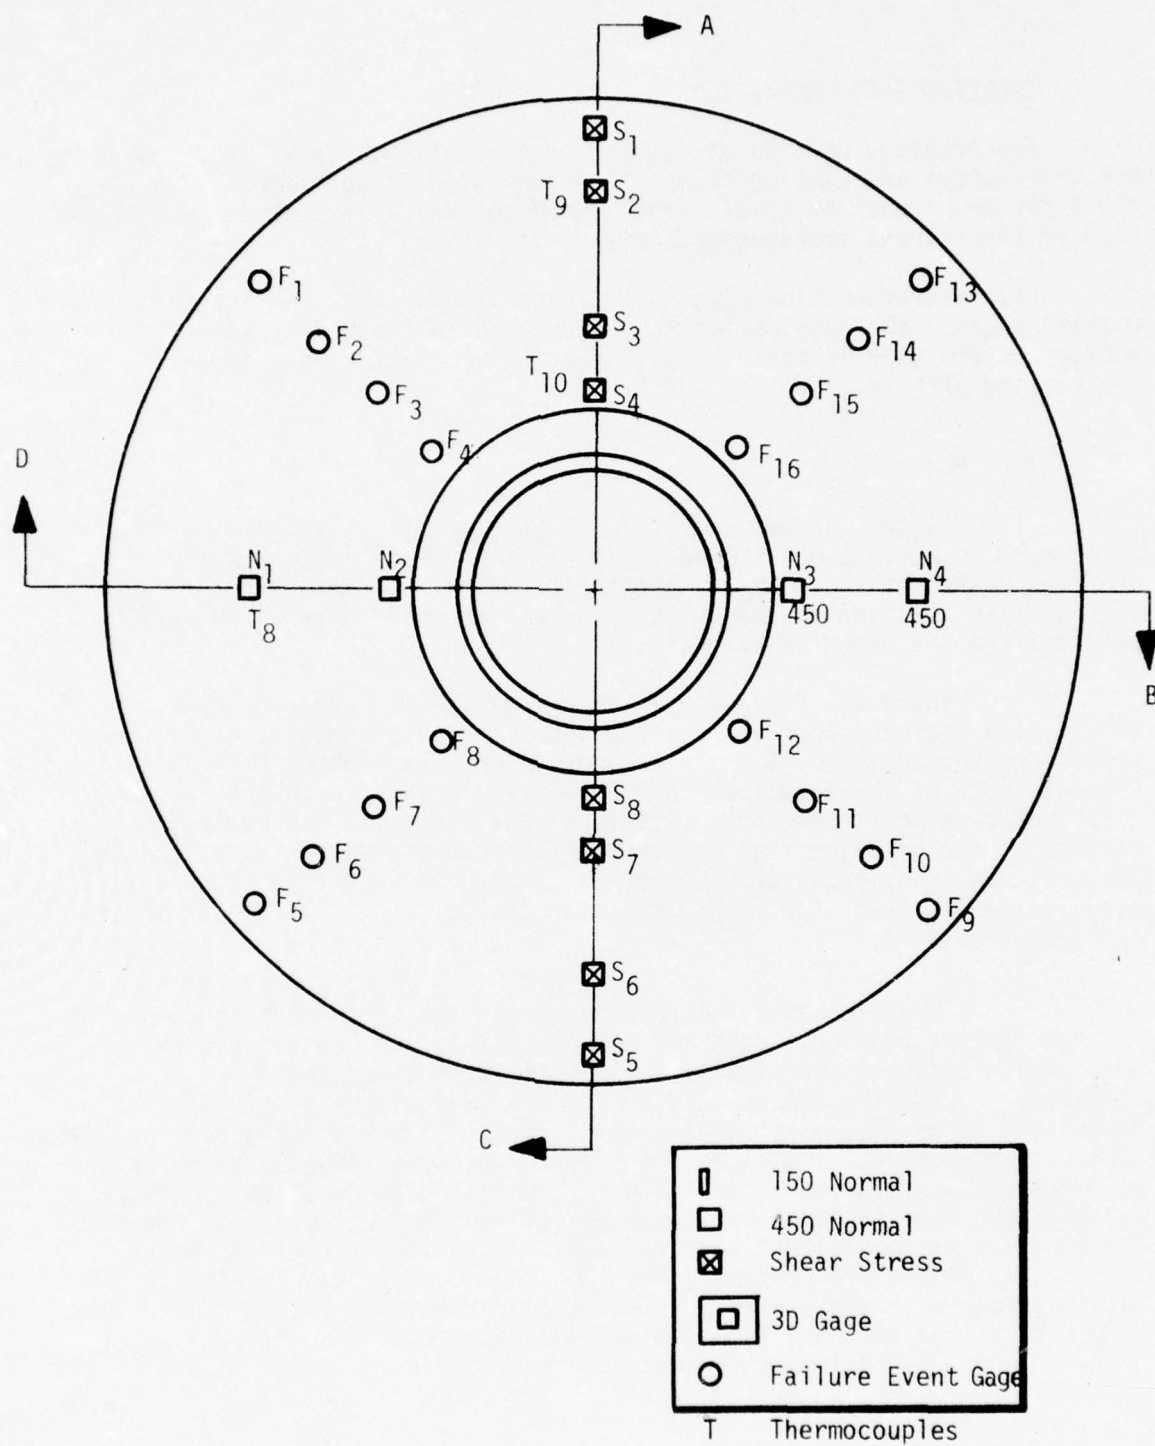 A
S1
T9 S2
F1
F13
S3
F2
F14
T10 S4
F3
F15
F4
F16
D
N1
N2
N3
N4
T8
450
450
B
F8
F12
S8
F7
F11
S7
F6
F10
F5
F9
S6
S5
C
150 Normal
450 Normal
Shear Stress
3D Gage
Failure Event Gage
T Thermocouples